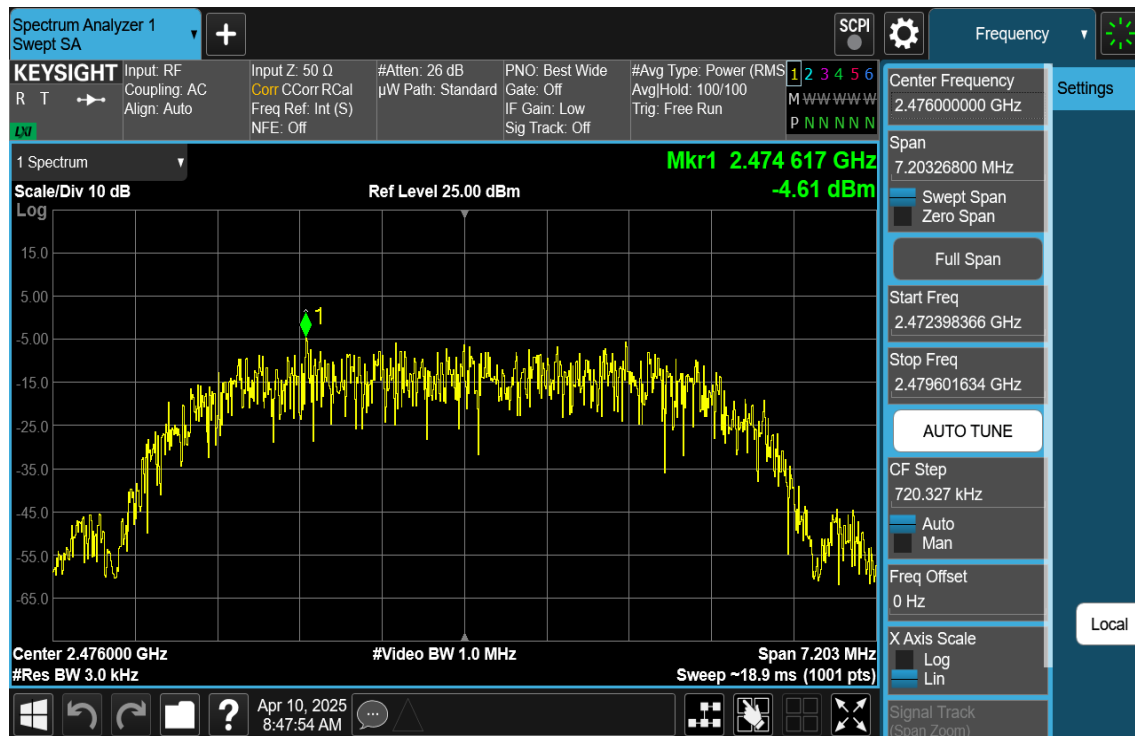 Spectrum Analyzer 1
Swept SA
+
SCPI
Frequency
KEYSIGHT
R T
LXI
Input: RF
Coupling: AC
Align: Auto
Input Z: 50 Ω
Corr CCorr RCal
Freq Ref: Int (S)
NFE: Off
#Atten: 26 dB
µW Path: Standard
PNO: Best Wide
Gate: Off
IF Gain: Low
Sig Track: Off
#Avg Type: Power (RMS
Avg|Hold: 100/100
Trig: Free Run
1 2 3 4 5 6
M W W W W W
P N N N N N
1 Spectrum
Mkr1 2.474 617 GHz
-4.61 dBm
Scale/Div 10 dB
Ref Level 25.00 dBm
Log
15.0
5.00
-5.00
-15.0
-25.0
-35.0
-45.0
-55.0
-65.0
1
Center 2.476000 GHz
#Video BW 1.0 MHz
Span 7.203 MHz
#Res BW 3.0 kHz
Sweep ~18.9 ms (1001 pts)
?
Apr 10, 2025
8:47:54 AM
Center Frequency
2.476000000 GHz
Span
7.20326800 MHz
Swept Span
Zero Span
Full Span
Start Freq
2.472398366 GHz
Stop Freq
2.479601634 GHz
AUTO TUNE
CF Step
720.327 kHz
Auto
Man
Freq Offset
0 Hz
X Axis Scale
Log
Lin
Signal Track
(Span Zoom)
Settings
Local